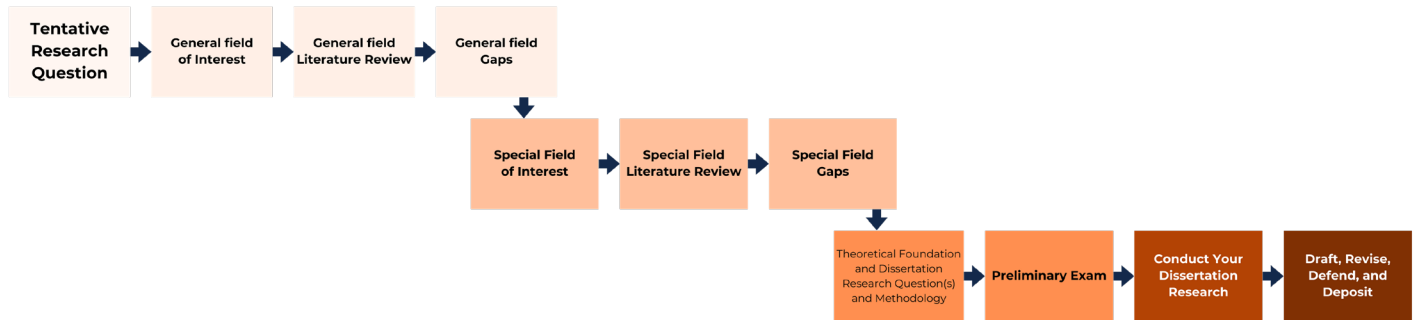 Tentative
Research
Question
General field
of Interest
General field
Literature Review
General field
Gaps
Special Field
of Interest
Special Field
Literature Review
Special Field
Gaps
Theoretical Foundation
and Dissertation
Research Question(s)
and Methodology
Preliminary Exam
Conduct Your
Dissertation
Research
Draft, Revise,
Defend, and
Deposit